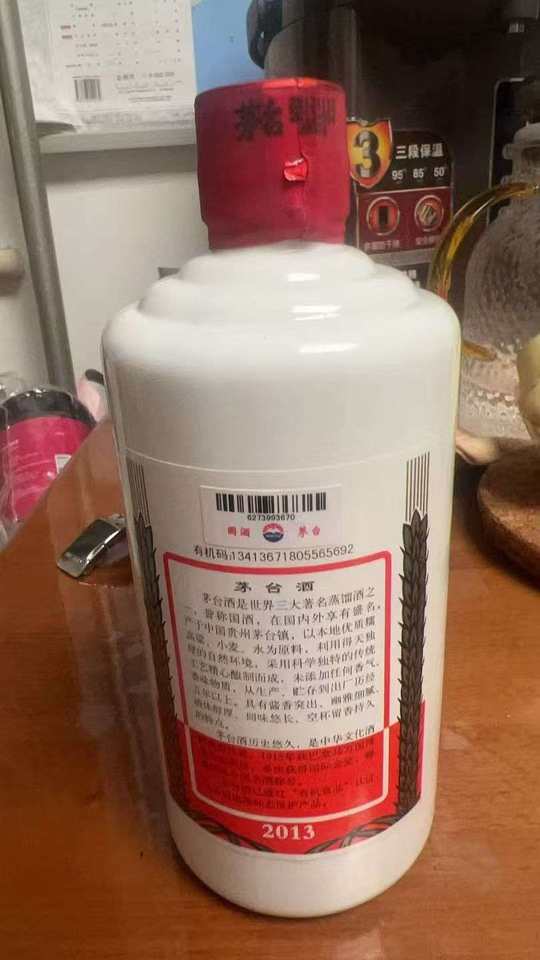 茅台
3
三段保温
95° 85° 50°
6273993670
国酒
茅台
有机码:13413671805565692
茅台酒
茅台酒是世界三大著名蒸馏酒之
一，誉称国酒，在国内外享有盛名，
产于中国贵州茅台镇，以本地优质糯
高粱、小麦、水为原料，利用得天独
厚的自然环境，采用科学独特的传统
工艺精心酿制而成，未添加任何香气、
香味物质，从生产、贮存到出厂历经
五年以上。具有酱香突出、幽雅细腻、
酒体醇厚、回味悠长、空杯留香持久
的特点。
茅台酒历史悠久，是中华文化酒
2013